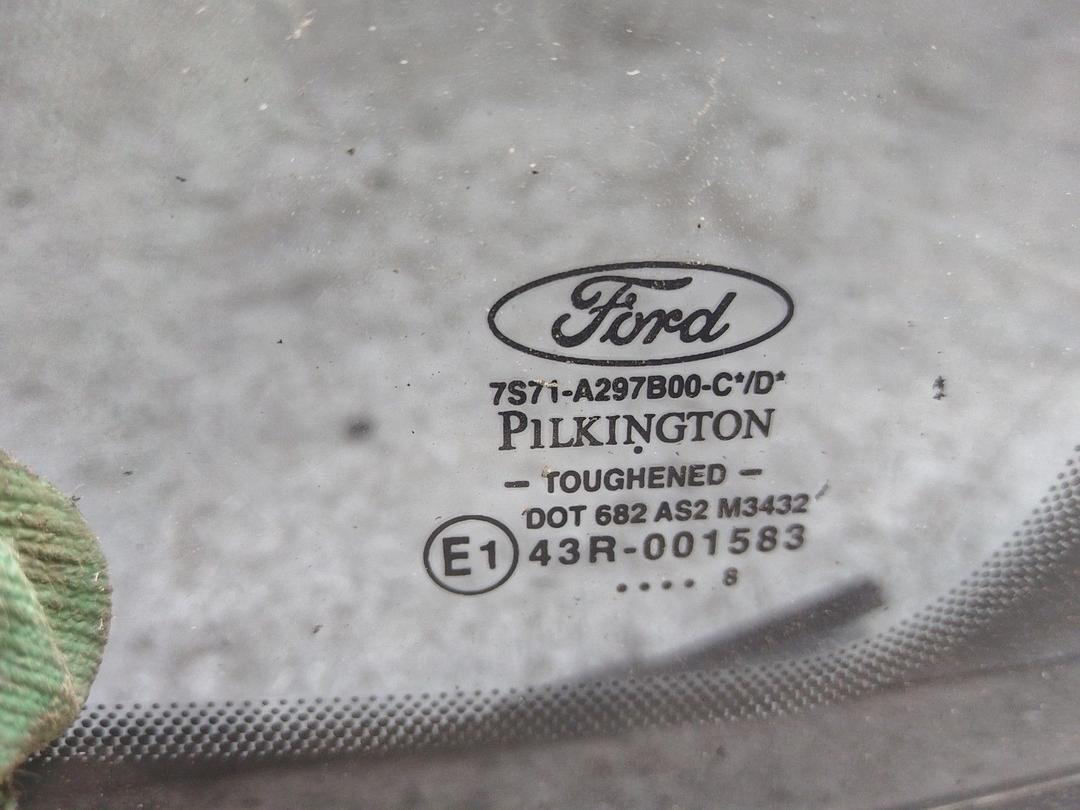 Ford
7S71-A297B00-C*/D*
PILKINGTON
- TOUGHENED -
DOT 682 AS2 M3432
E1 43R-001583
.... 8